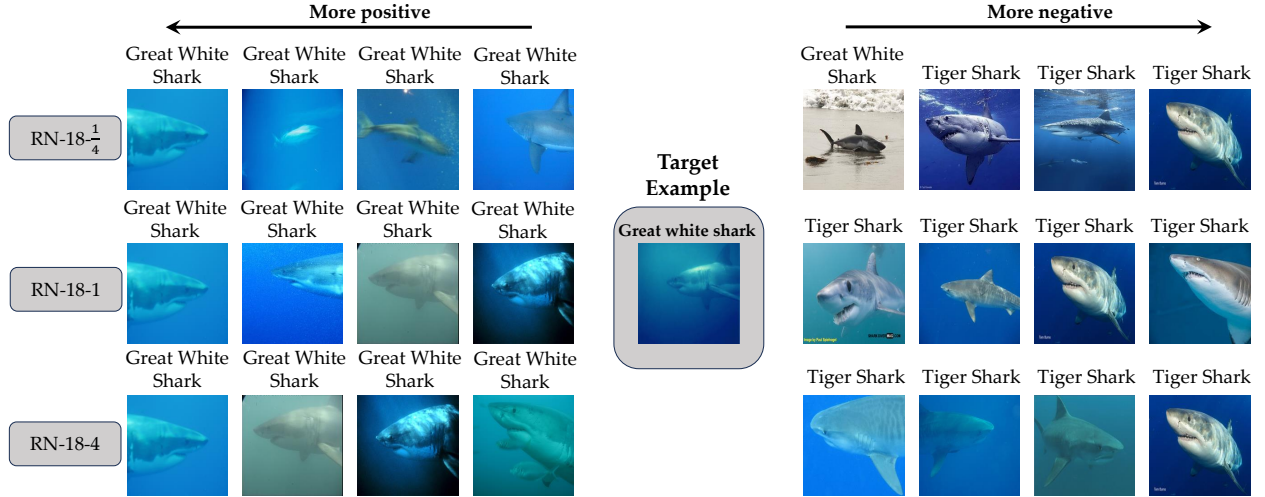 More positive
More negative
Great White
Shark
Great White
Shark
Great White
Shark
Great White
Shark
Great White
Shark
Tiger Shark
Tiger Shark
Tiger Shark
RN-18-1/4
Target
Example
Great white shark
Great White
Shark
Great White
Shark
Great White
Shark
Great White
Shark
Tiger Shark
Tiger Shark
Tiger Shark
Tiger Shark
RN-18-1
Great White
Shark
Great White
Shark
Great White
Shark
Great White
Shark
Tiger Shark
Tiger Shark
Tiger Shark
Tiger Shark
RN-18-4